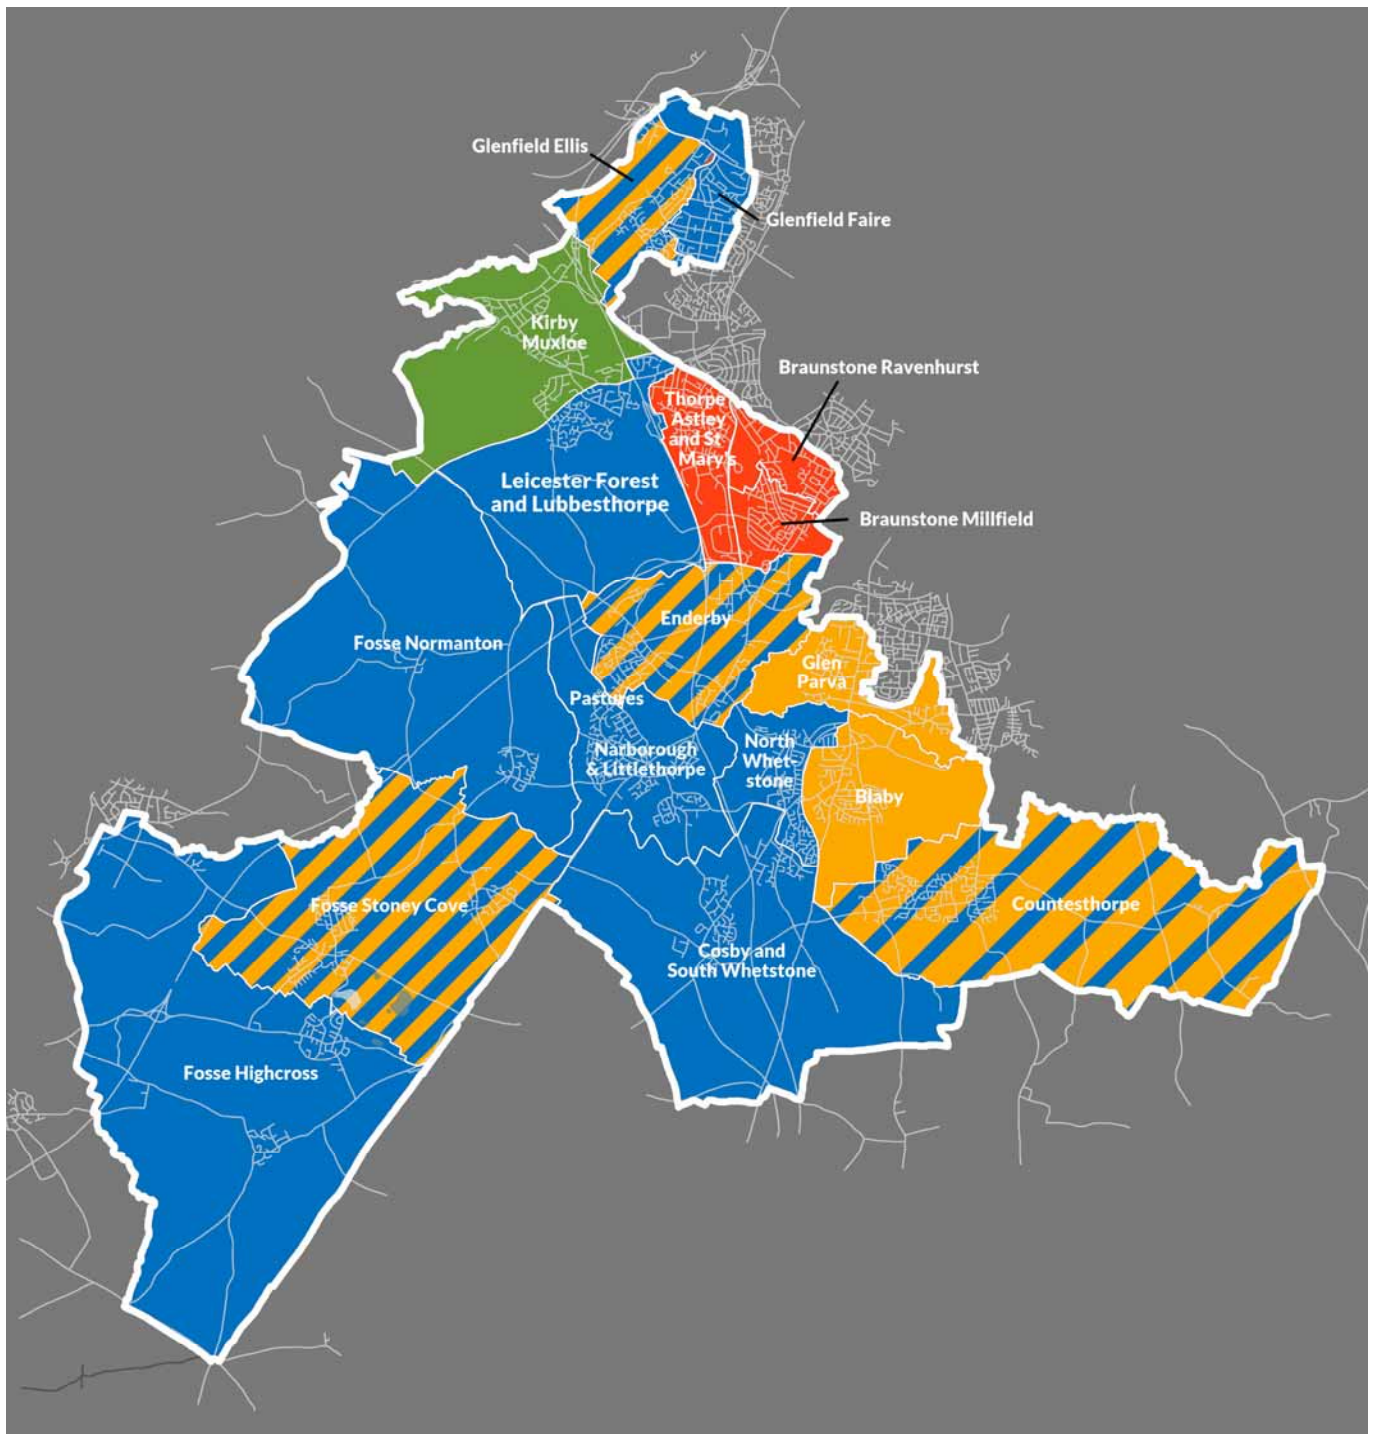 Glenfield Ellis
Glenfield Faire
Kirby
Muxloe
Braunstone Ravenhurst
Thorpe
Astley
and St
Mary's
Leicester Forest
and Lubbesthorpe
Braunstone Millfield
Enderby
Fosse Normanton
Glen
Parva
Pastures
North
Whet-
stone
Narborough
& Littlethorpe
Blaby
Fosse Stoney Cove
Countesthorpe
Cosby and
South Whetstone
Fosse Highcross